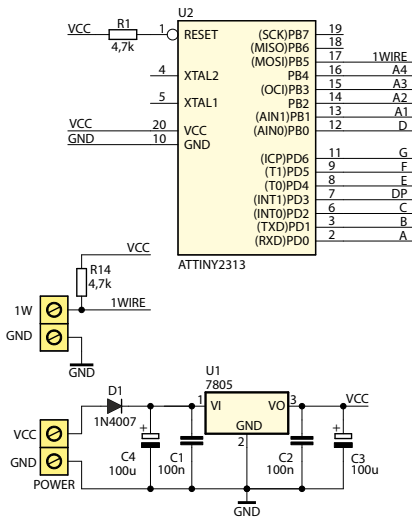 U2
VCC R1 4,7k 1 RESET (SCK)PB7 19
(MISO)PB6 18
(MOSI)PB5 17 1WIRE
4 XTAL2 PB4 16 A4
(OCI)PB3 15 A3
5 XTAL1 PB2 14 A2
(AIN1)PB1 13 A1
VCC 20 VCC (AIN0)PB0 12 D
GND 10 GND
(ICP)PD6 11 G
(T1)PD5 9 F
(T0)PD4 8 E
(INT1)PD3 7 DP
(INT0)PD2 6 C
(TXD)PD1 3 B
(RXD)PD0 2 A
ATTINY2313
VCC
R14
4,7k
1W 1WIRE
GND
GND
U1
D1 7805
1N4007 1 VI VO 3 VCC
VCC GND
2
GND C4 C1 C2 C3
100u 100n 100n 100u
+ +
POWER
GND